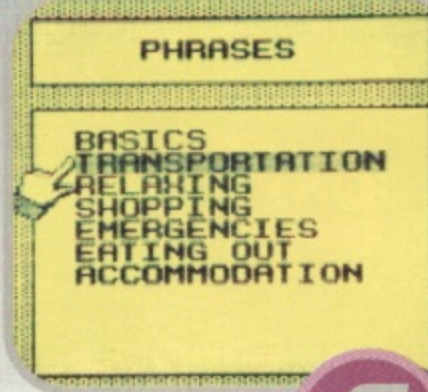 PHRASES
BASICS
TRANSPORTATION
RELAXING
SHOPPING
EMERGENCIES
EATING OUT
ACCOMMODATION